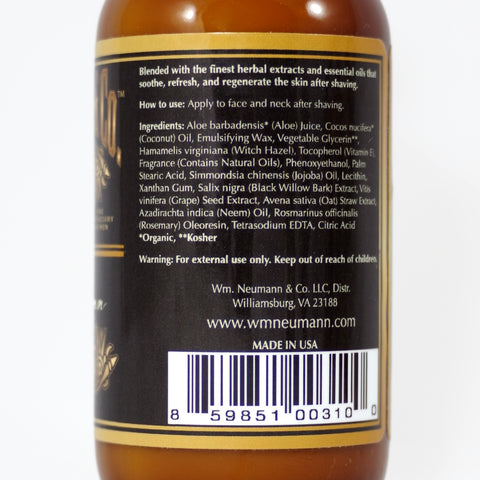 Blended with the finest herbal extracts and essential oils that
soothe, refresh, and regenerate the skin after shaving.
How to use: Apply to face and neck after shaving.
Ingredients: Aloe barbadensis* (Aloe) Juice, Cocos nucifera*
(Coconut) Oil, Emulsifying Wax, Vegetable Glycerin**,
Hamamelis virginiana (Witch Hazel), Tocopherol (Vitamin E),
Fragrance (Contains Natural Oils), Phenoxyethanol, Palm
Stearic Acid, Simmondsia chinensis (Jojoba) Oil, Lecithin,
Xanthan Gum, Salix nigra (Black Willow Bark) Extract, Vitis
vinifera (Grape) Seed Extract, Avena sativa (Oat) Straw Extract,
Azadirachta indica (Neem) Oil, Rosmarinus officinalis
(Rosemary) Oleoresin, Tetrasodium EDTA, Citric Acid
*Organic, **Kosher
Warning: For external use only. Keep out of reach of children.
Wm. Neumann & Co. LLC, Distr.
Williamsburg, VA 23188
www.wmneumann.com
MADE IN USA
8 59851 00310 0
Co.™